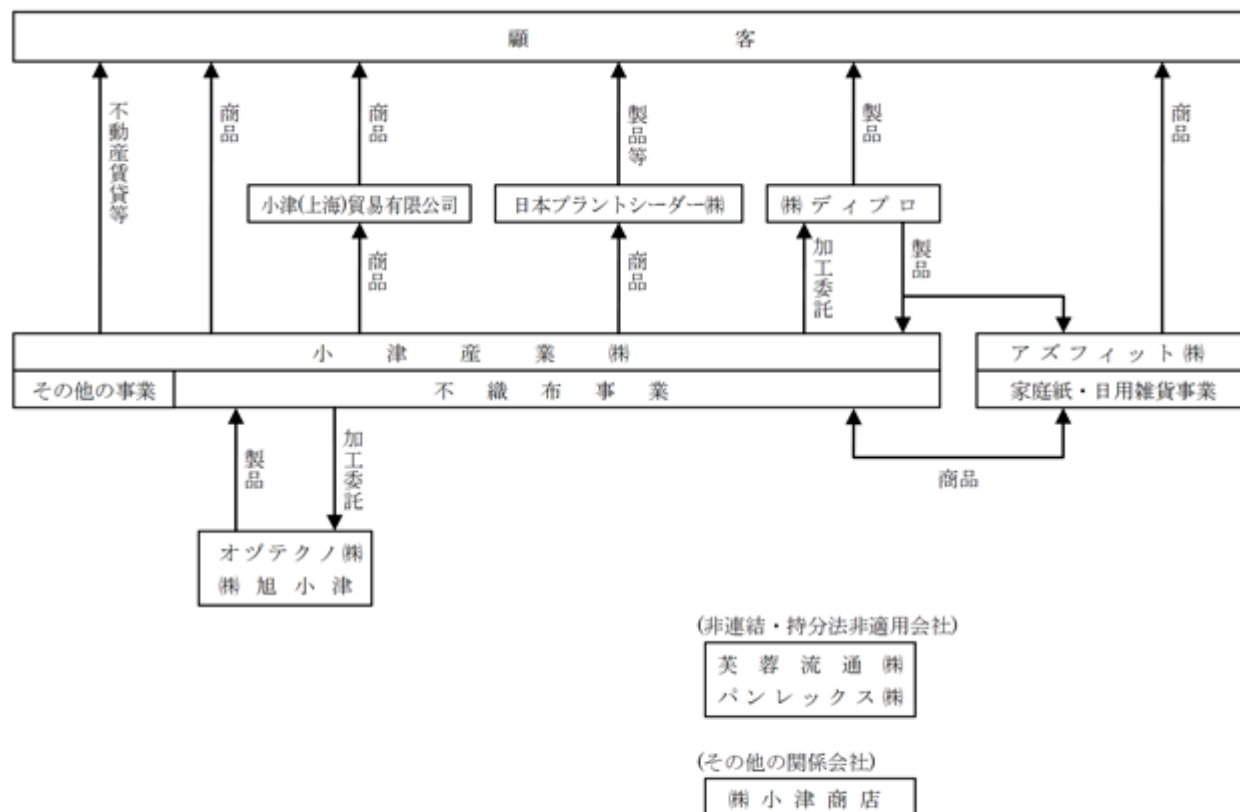 顧客
不動産賃貸等
商品
商品
製品等
製品
商品
小津(上海)貿易有限公司
日本プラントシーダー㈱
㈱ディプロ
商品
商品
加工委託
製品
小津産業㈱
アズフィット㈱
その他の事業
不織布事業
家庭紙・日用雑貨事業
製品
加工委託
商品
オヅテクノ㈱
㈱旭小津
(非連結・持分法非適用会社)
芙蓉流通㈱
パンレックス㈱
(その他の関係会社)
㈱小津商店